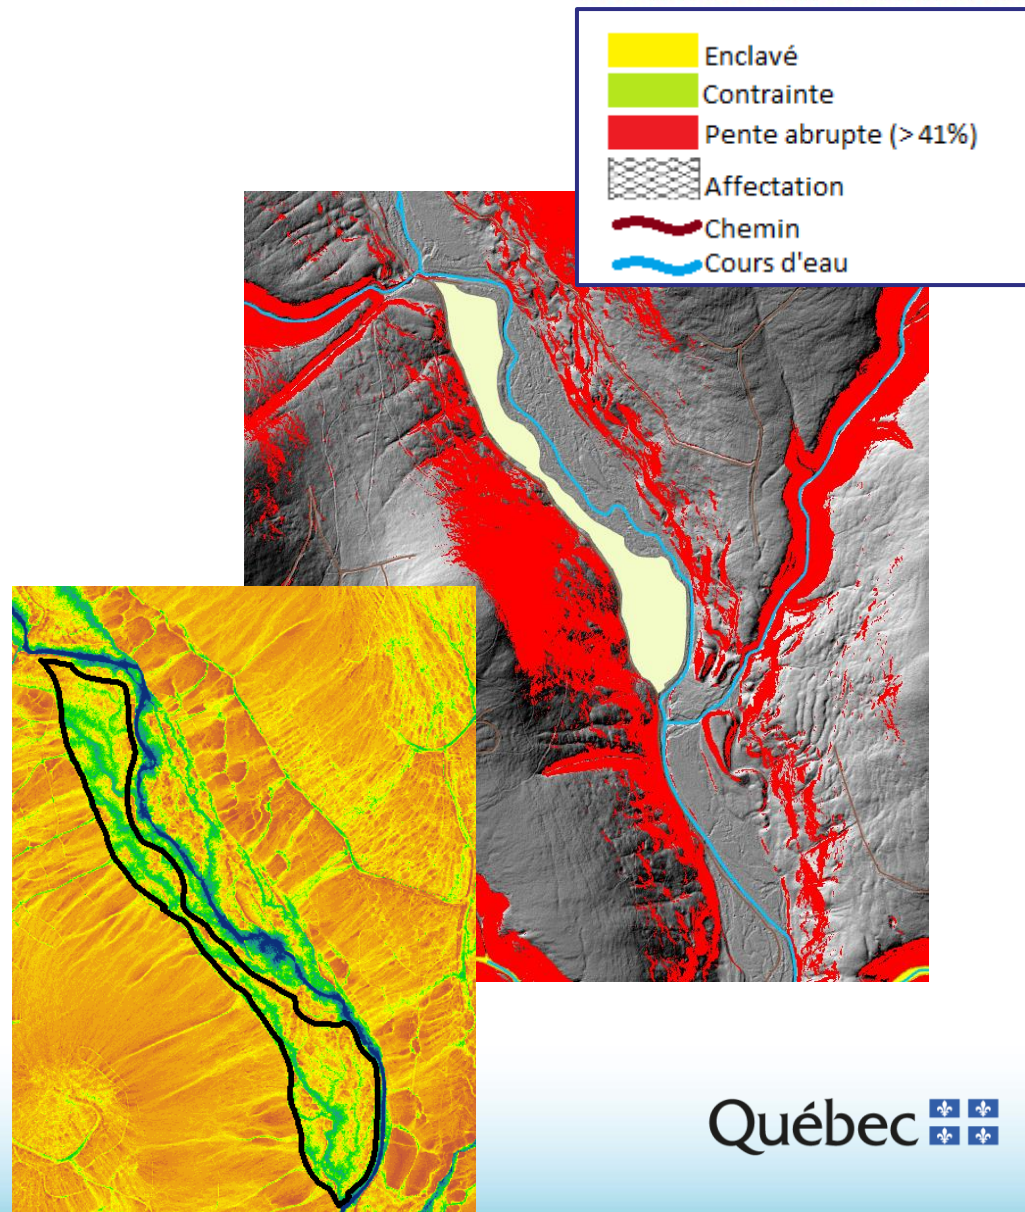 Enclavé
Contrainte
Pente abrupte (> 41%)
Affectation
Chemin
Cours d'eau
Québec